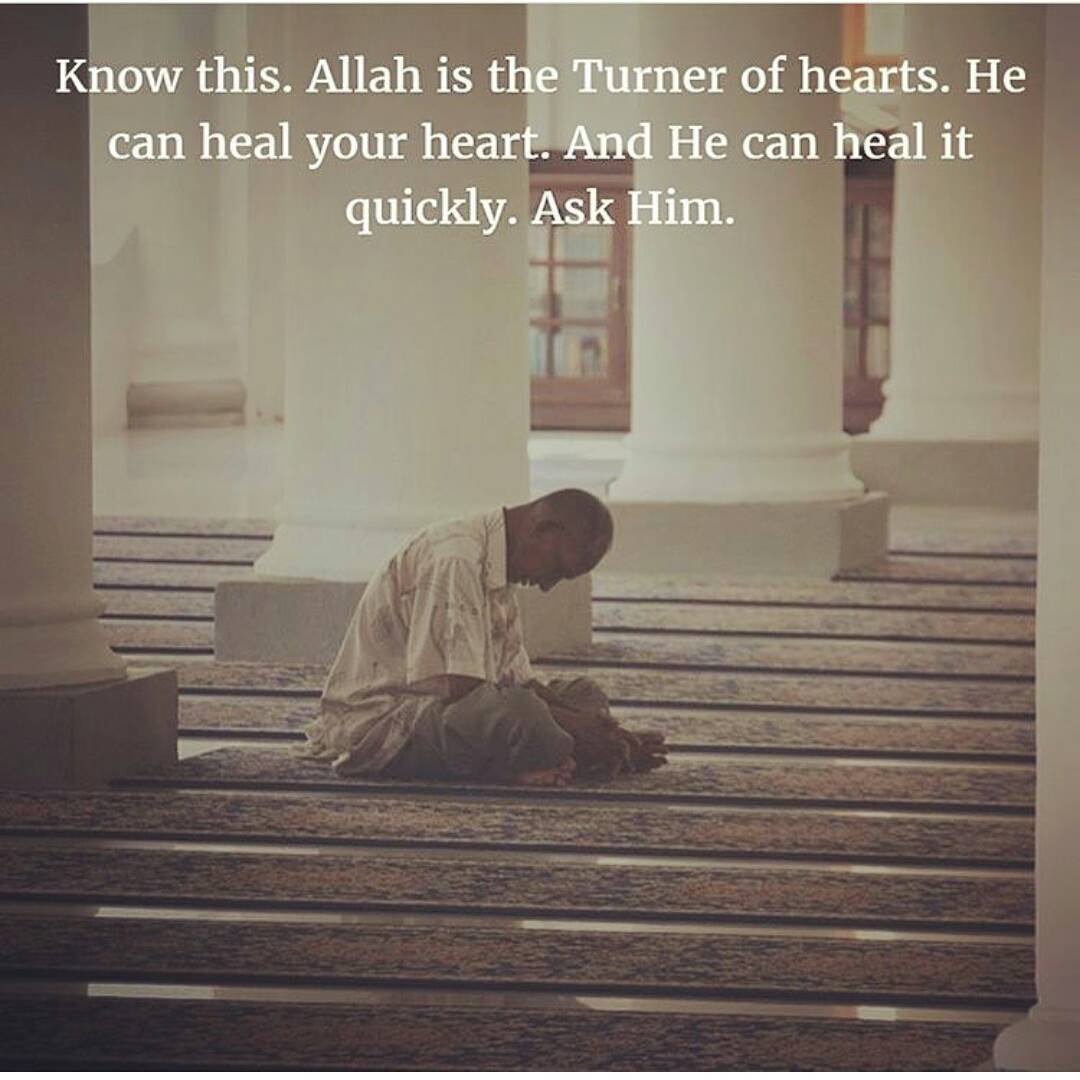 Know this. Allah is the Turner of hearts. He
can heal your heart. And He can heal it
quickly. Ask Him.